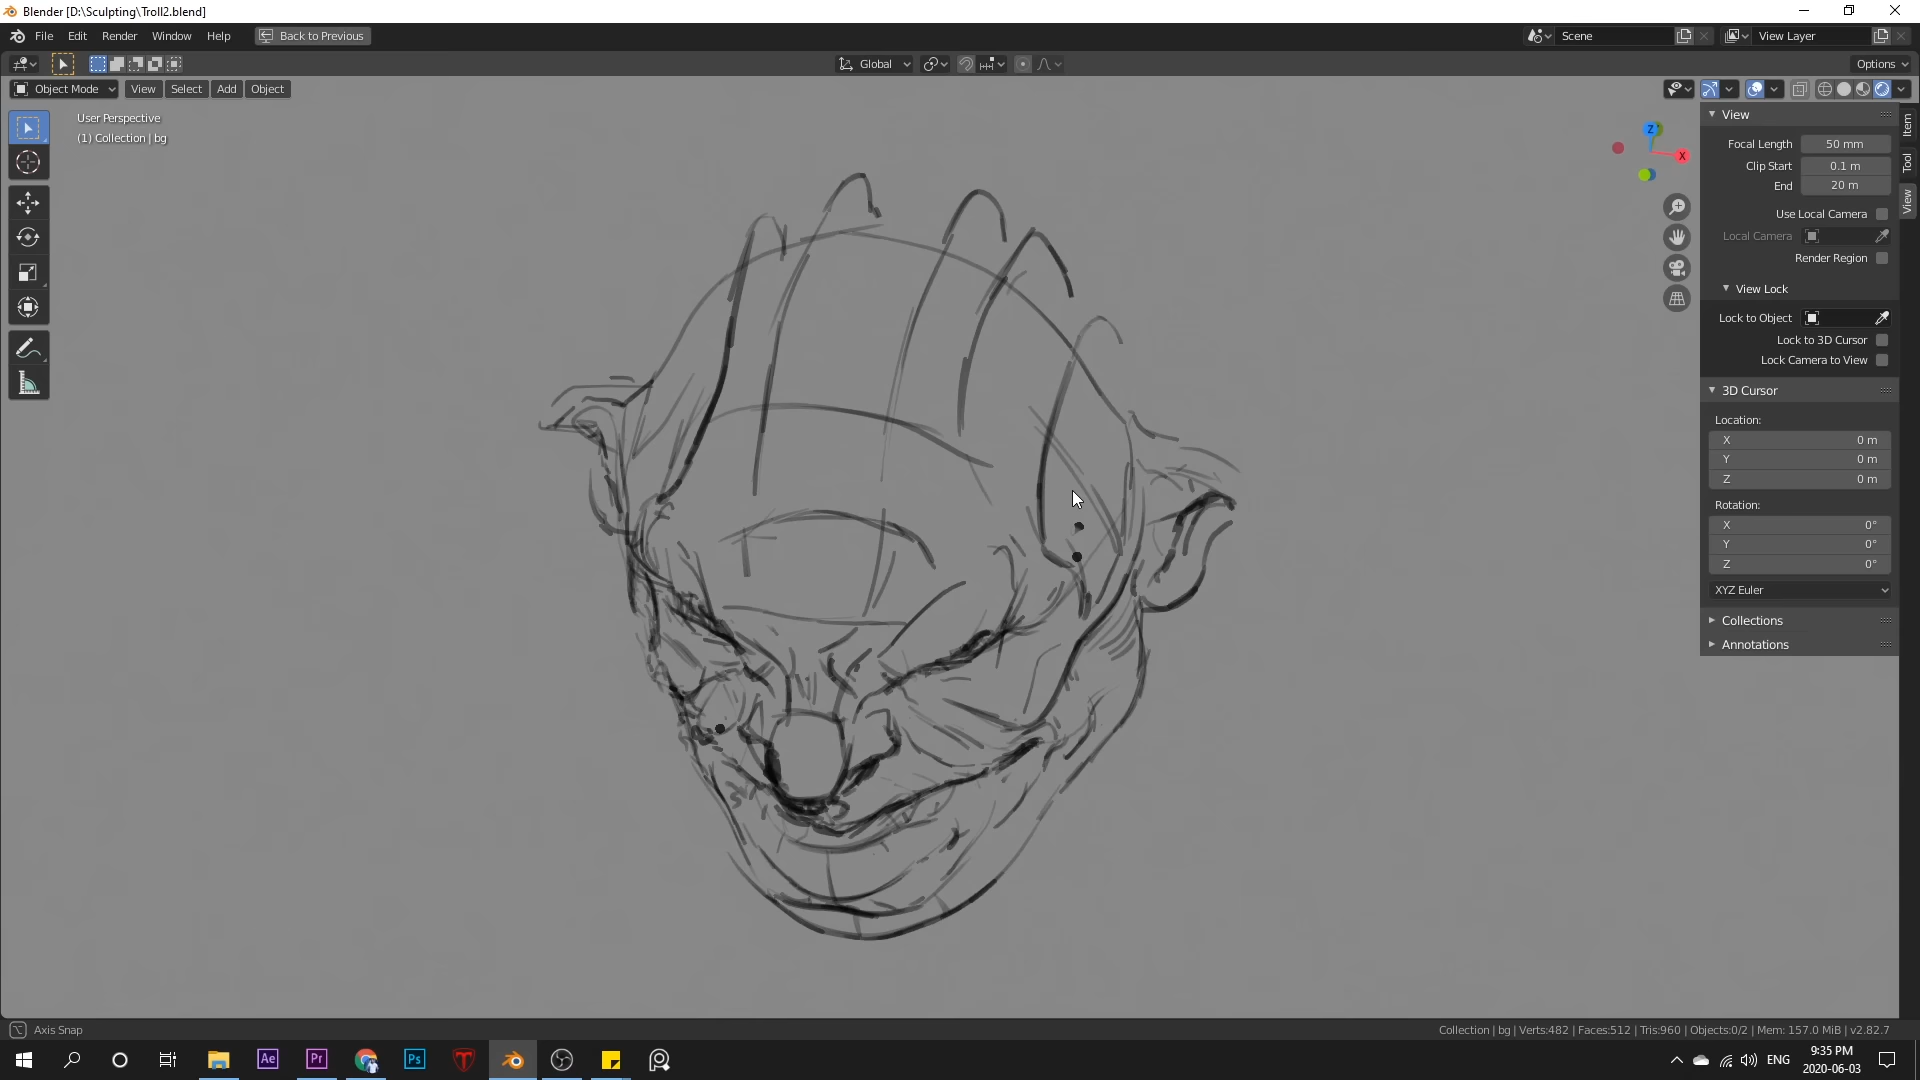 Blender [D:\Sculpting\Troll2.blend]
File Edit Render Window Help Back to Previous Scene View Layer
Global Options
Object Mode View Select Add Object
User Perspective
(1) Collection | bg
View
Focal Length 50 mm
Clip Start 0.1 m
End 20 m
Use Local Camera
Local Camera
Render Region
View Lock
Lock to Object
Lock to 3D Cursor
Lock Camera to View
3D Cursor
Location:
X 0 m
Y 0 m
Z 0 m
Rotation:
X 0°
Y 0°
Z 0°
XYZ Euler
Collections
Annotations
Item
Tool
View
Z
X
Axis Snap
Collection | bg | Verts:482 | Faces:512 | Tris:960 | Objects:0/2 | Mem: 157.0 MiB | v2.82.7
Ae Pr Ps ENG
9:35 PM
2020-06-03